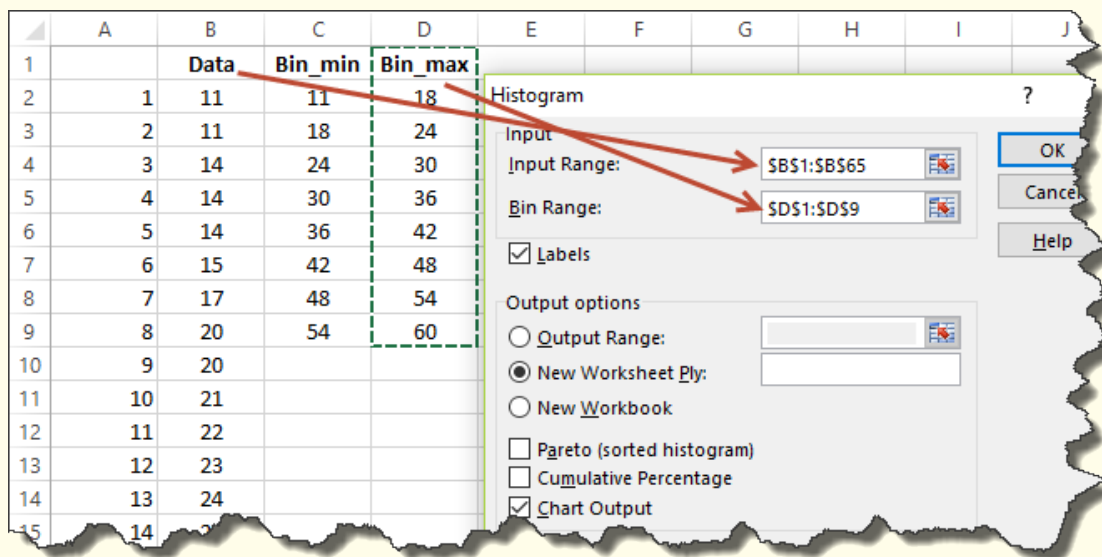 A B C D E F G H I J
1 Data Bin_min Bin_max
2 1 11 11 18
3 2 11 18 24
4 3 14 24 30
5 4 14 30 36
6 5 14 36 42
7 6 15 42 48
8 7 17 48 54
9 8 20 54 60
10 9 20
11 10 21
12 11 22
13 12 23
14 13 24
15 14
Histogram ?
Input
Input Range: $B$1:$B$65
Bin Range: $D$1:$D$9
Labels
OK
Cancel
Help
Output options
Output Range:
New Worksheet Ply:
New Workbook
Pareto (sorted histogram)
Cumulative Percentage
Chart Output